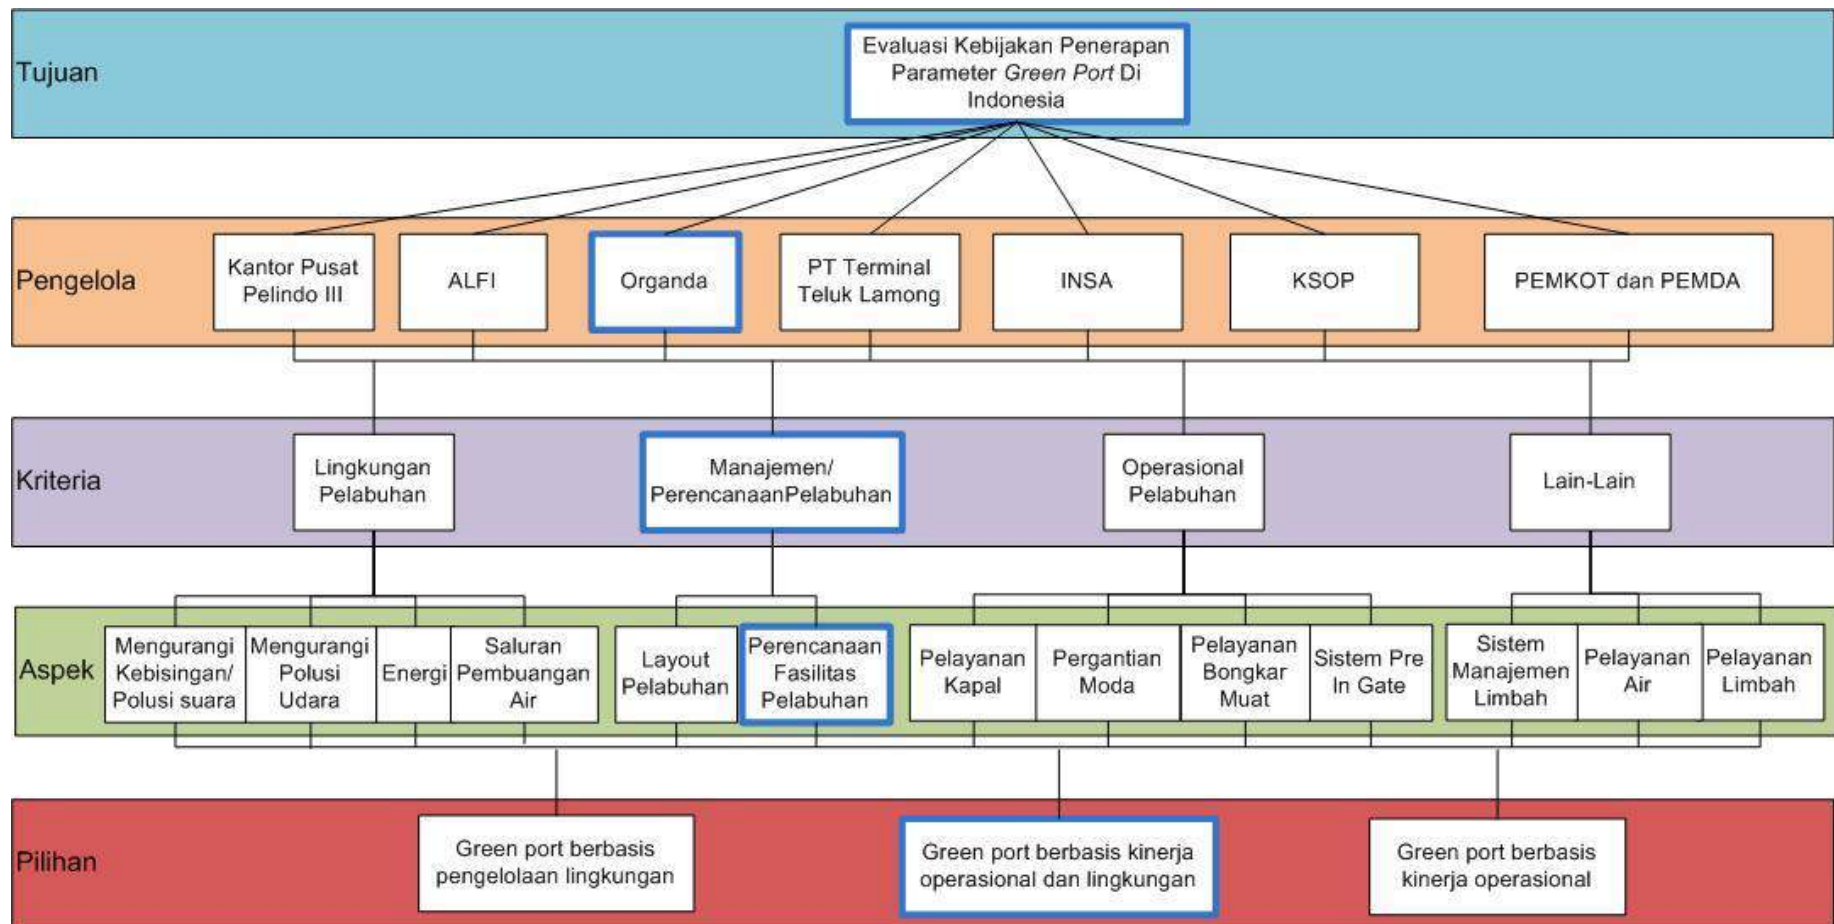 Tujuan
Evaluasi Kebijakan Penerapan
Parameter Green Port Di
Indonesia
Pengelola
Kantor Pusat
Pelindo III
ALFI
Organda
PT Terminal
Teluk Lamong
INSA
KSOP
PEMKOT dan PEMDA
Kriteria
Lingkungan
Pelabuhan
Manajemen/
PerencanaanPelabuhan
Operasional
Pelabuhan
Lain-Lain
Aspek
Mengurangi
Kebisingan/
Polusi suara
Mengurangi
Polusi
Udara
Energi
Saluran
Pembuangan
Air
Layout
Pelabuhan
Perencanaan
Fasilitas
Pelabuhan
Pelayanan
Kapal
Pergantian
Moda
Pelayanan
Bongkar
Muat
Sistem Pre
In Gate
Sistem
Manajemen
Limbah
Pelayanan
Air
Pelayanan
Limbah
Pilihan
Green port berbasis
pengelolaan lingkungan
Green port berbasis kinerja
operasional dan lingkungan
Green port berbasis
kinerja operasional